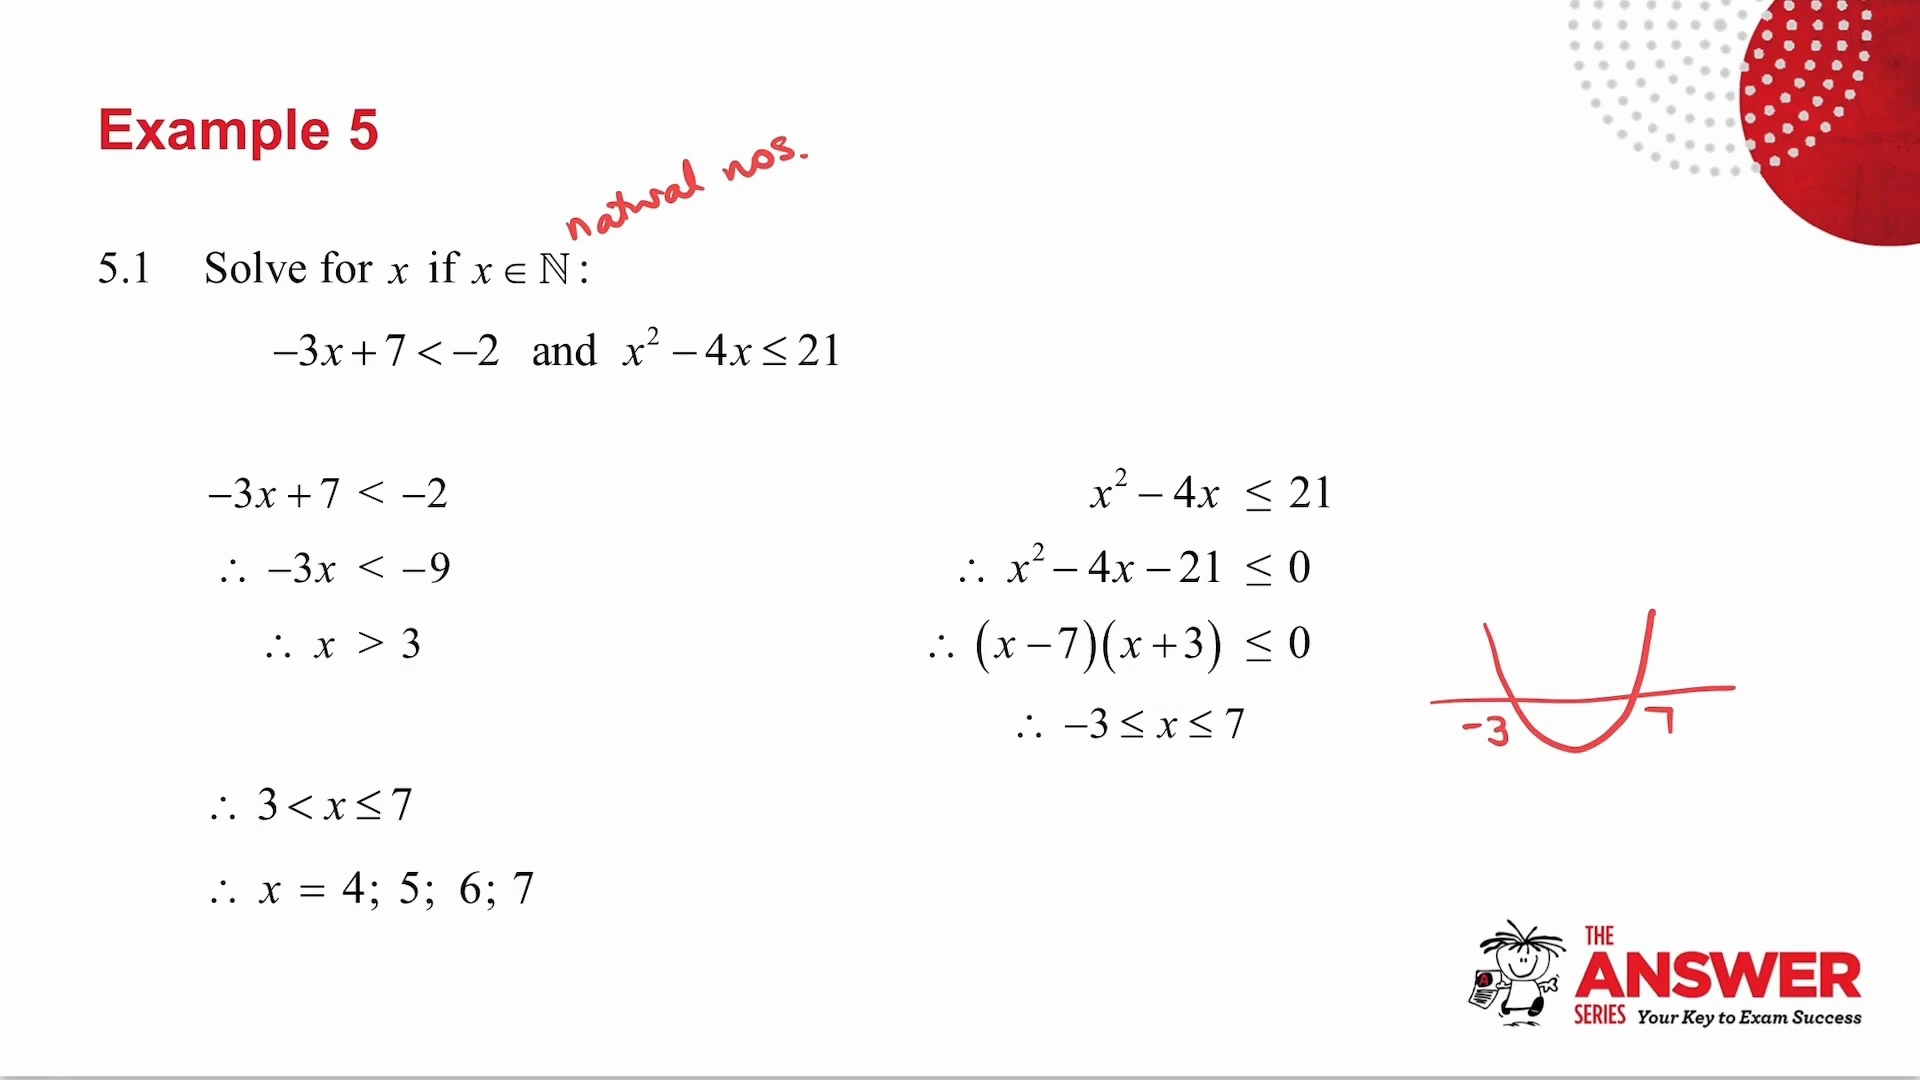 Example 5
natural nos.
5.1 Solve for x if x ∈ ℕ:
−3x + 7 < −2 and x² − 4x ≤ 21
−3x + 7 < −2
∴ −3x < −9
∴ x > 3
x² − 4x ≤ 21
∴ x² − 4x − 21 ≤ 0
∴ (x − 7)(x + 3) ≤ 0
∴ −3 ≤ x ≤ 7
-3 7
∴ 3 < x ≤ 7
∴ x = 4; 5; 6; 7
THE
ANSWER
SERIES Your Key to Exam Success